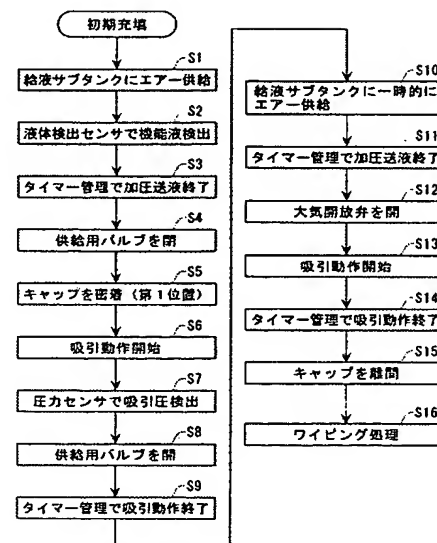 初期充填
S1
給液サブタンクにエアー供給
S2
液体検出センサで機能液検出
S3
タイマー管理で加圧送液終了
S4
供給用バルブを閉
S5
キャップを密着（第１位置）
S6
吸引動作開始
S7
圧力センサで吸引圧検出
S8
供給用バルブを開
S9
タイマー管理で吸引動作終了
S10
給液サブタンクに一時的に
エアー供給
S11
タイマー管理で加圧送液終了
S12
大気開放弁を開
S13
吸引動作開始
S14
タイマー管理で吸引動作終了
S15
キャップを離間
S16
ワイピング処理